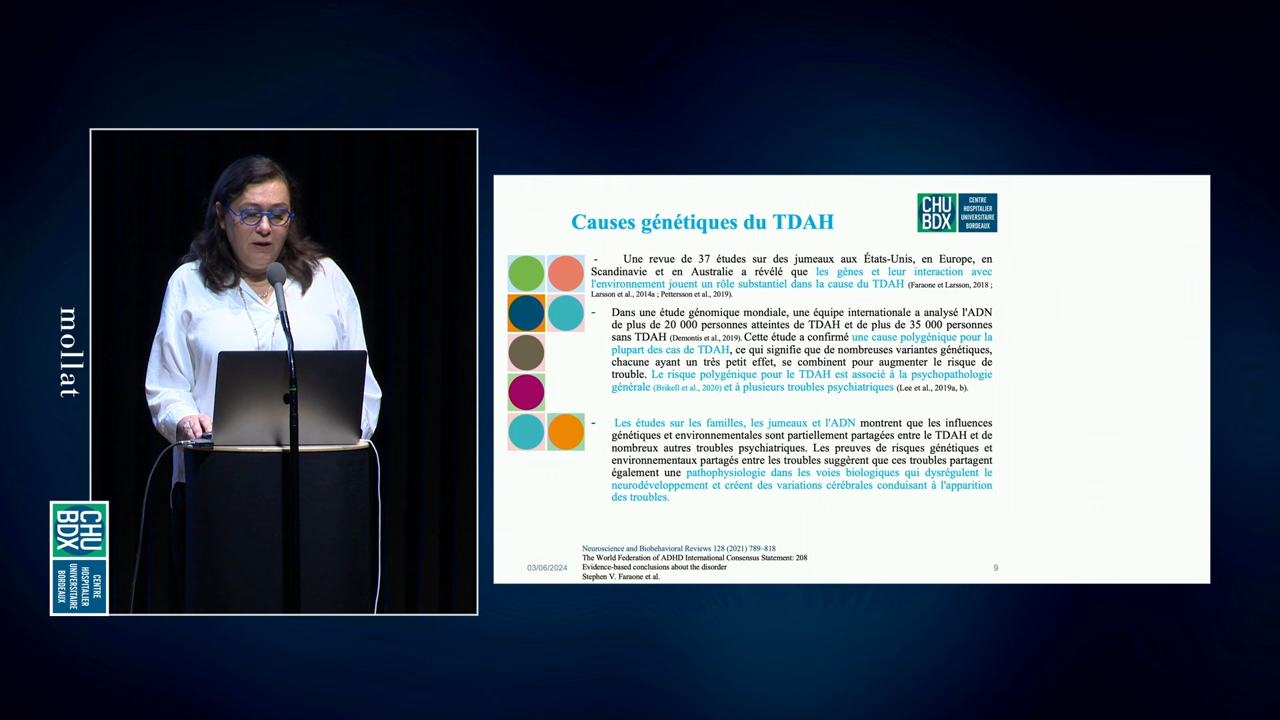 molat
CHU
BDX
CENTRE
HOSPITALIER
UNIVERSITAIRE
BORDEAUX
Causes génétiques du TDAH
CHU
BDX
CENTRE
HOSPITALIER
UNIVERSITAIRE
BORDEAUX
- Une revue de 37 études sur des jumeaux aux États-Unis, en Europe, en
Scandinavie et en Australie a révélé que les gènes et leur interaction avec
l'environnement jouent un rôle substantiel dans la cause du TDAH (Faraone et Larsson, 2018 ;
Larsson et al., 2014a ; Pettersson et al., 2019).
- Dans une étude génomique mondiale, une équipe internationale a analysé l'ADN
de plus de 20 000 personnes atteintes de TDAH et de plus de 35 000 personnes
sans TDAH (Demontis et al., 2019). Cette étude a confirmé une cause polygénique pour la
plupart des cas de TDAH, ce qui signifie que de nombreuses variantes génétiques,
chacune ayant un très petit effet, se combinent pour augmenter le risque de
trouble. Le risque polygénique pour le TDAH est associé à la psychopathologie
générale (Brikell et al., 2020) et à plusieurs troubles psychiatriques (Lee et al., 2019a, b).
- Les études sur les familles, les jumeaux et l'ADN montrent que les influences
génétiques et environnementales sont partiellement partagées entre le TDAH et de
nombreux autres troubles psychiatriques. Les preuves de risques génétiques et
environnementaux partagés entre les troubles suggèrent que ces troubles partagent
également une pathophysiologie dans les voies biologiques qui dysrégulent le
neurodéveloppement et créent des variations cérébrales conduisant à l'apparition
des troubles.
Neuroscience and Biobehavioral Reviews 128 (2021) 789–818
The World Federation of ADHD International Consensus Statement: 208
Evidence-based conclusions about the disorder
Stephen V. Faraone et al.
03/06/2024
9